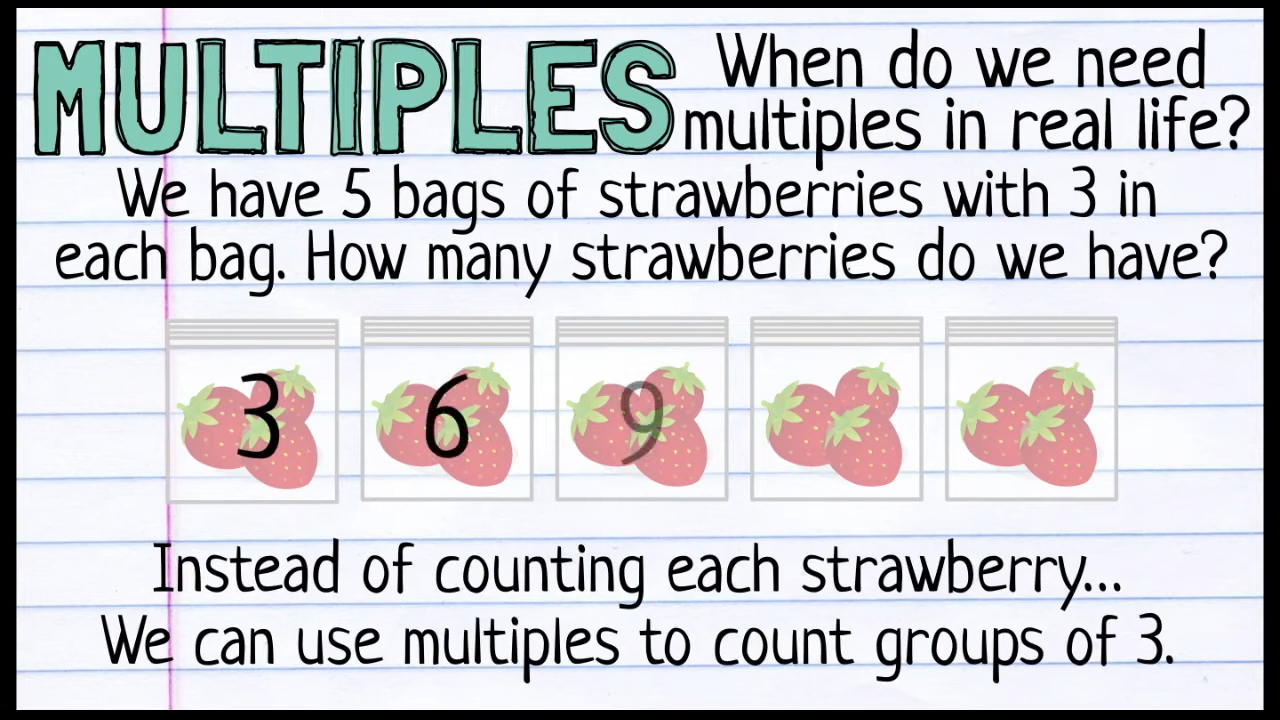 MULTIPLES
When do we need
multiples in real life?
We have 5 bags of strawberries with 3 in
each bag. How many strawberries do we have?
3 6 9
Instead of counting each strawberry...
We can use multiples to count groups of 3.